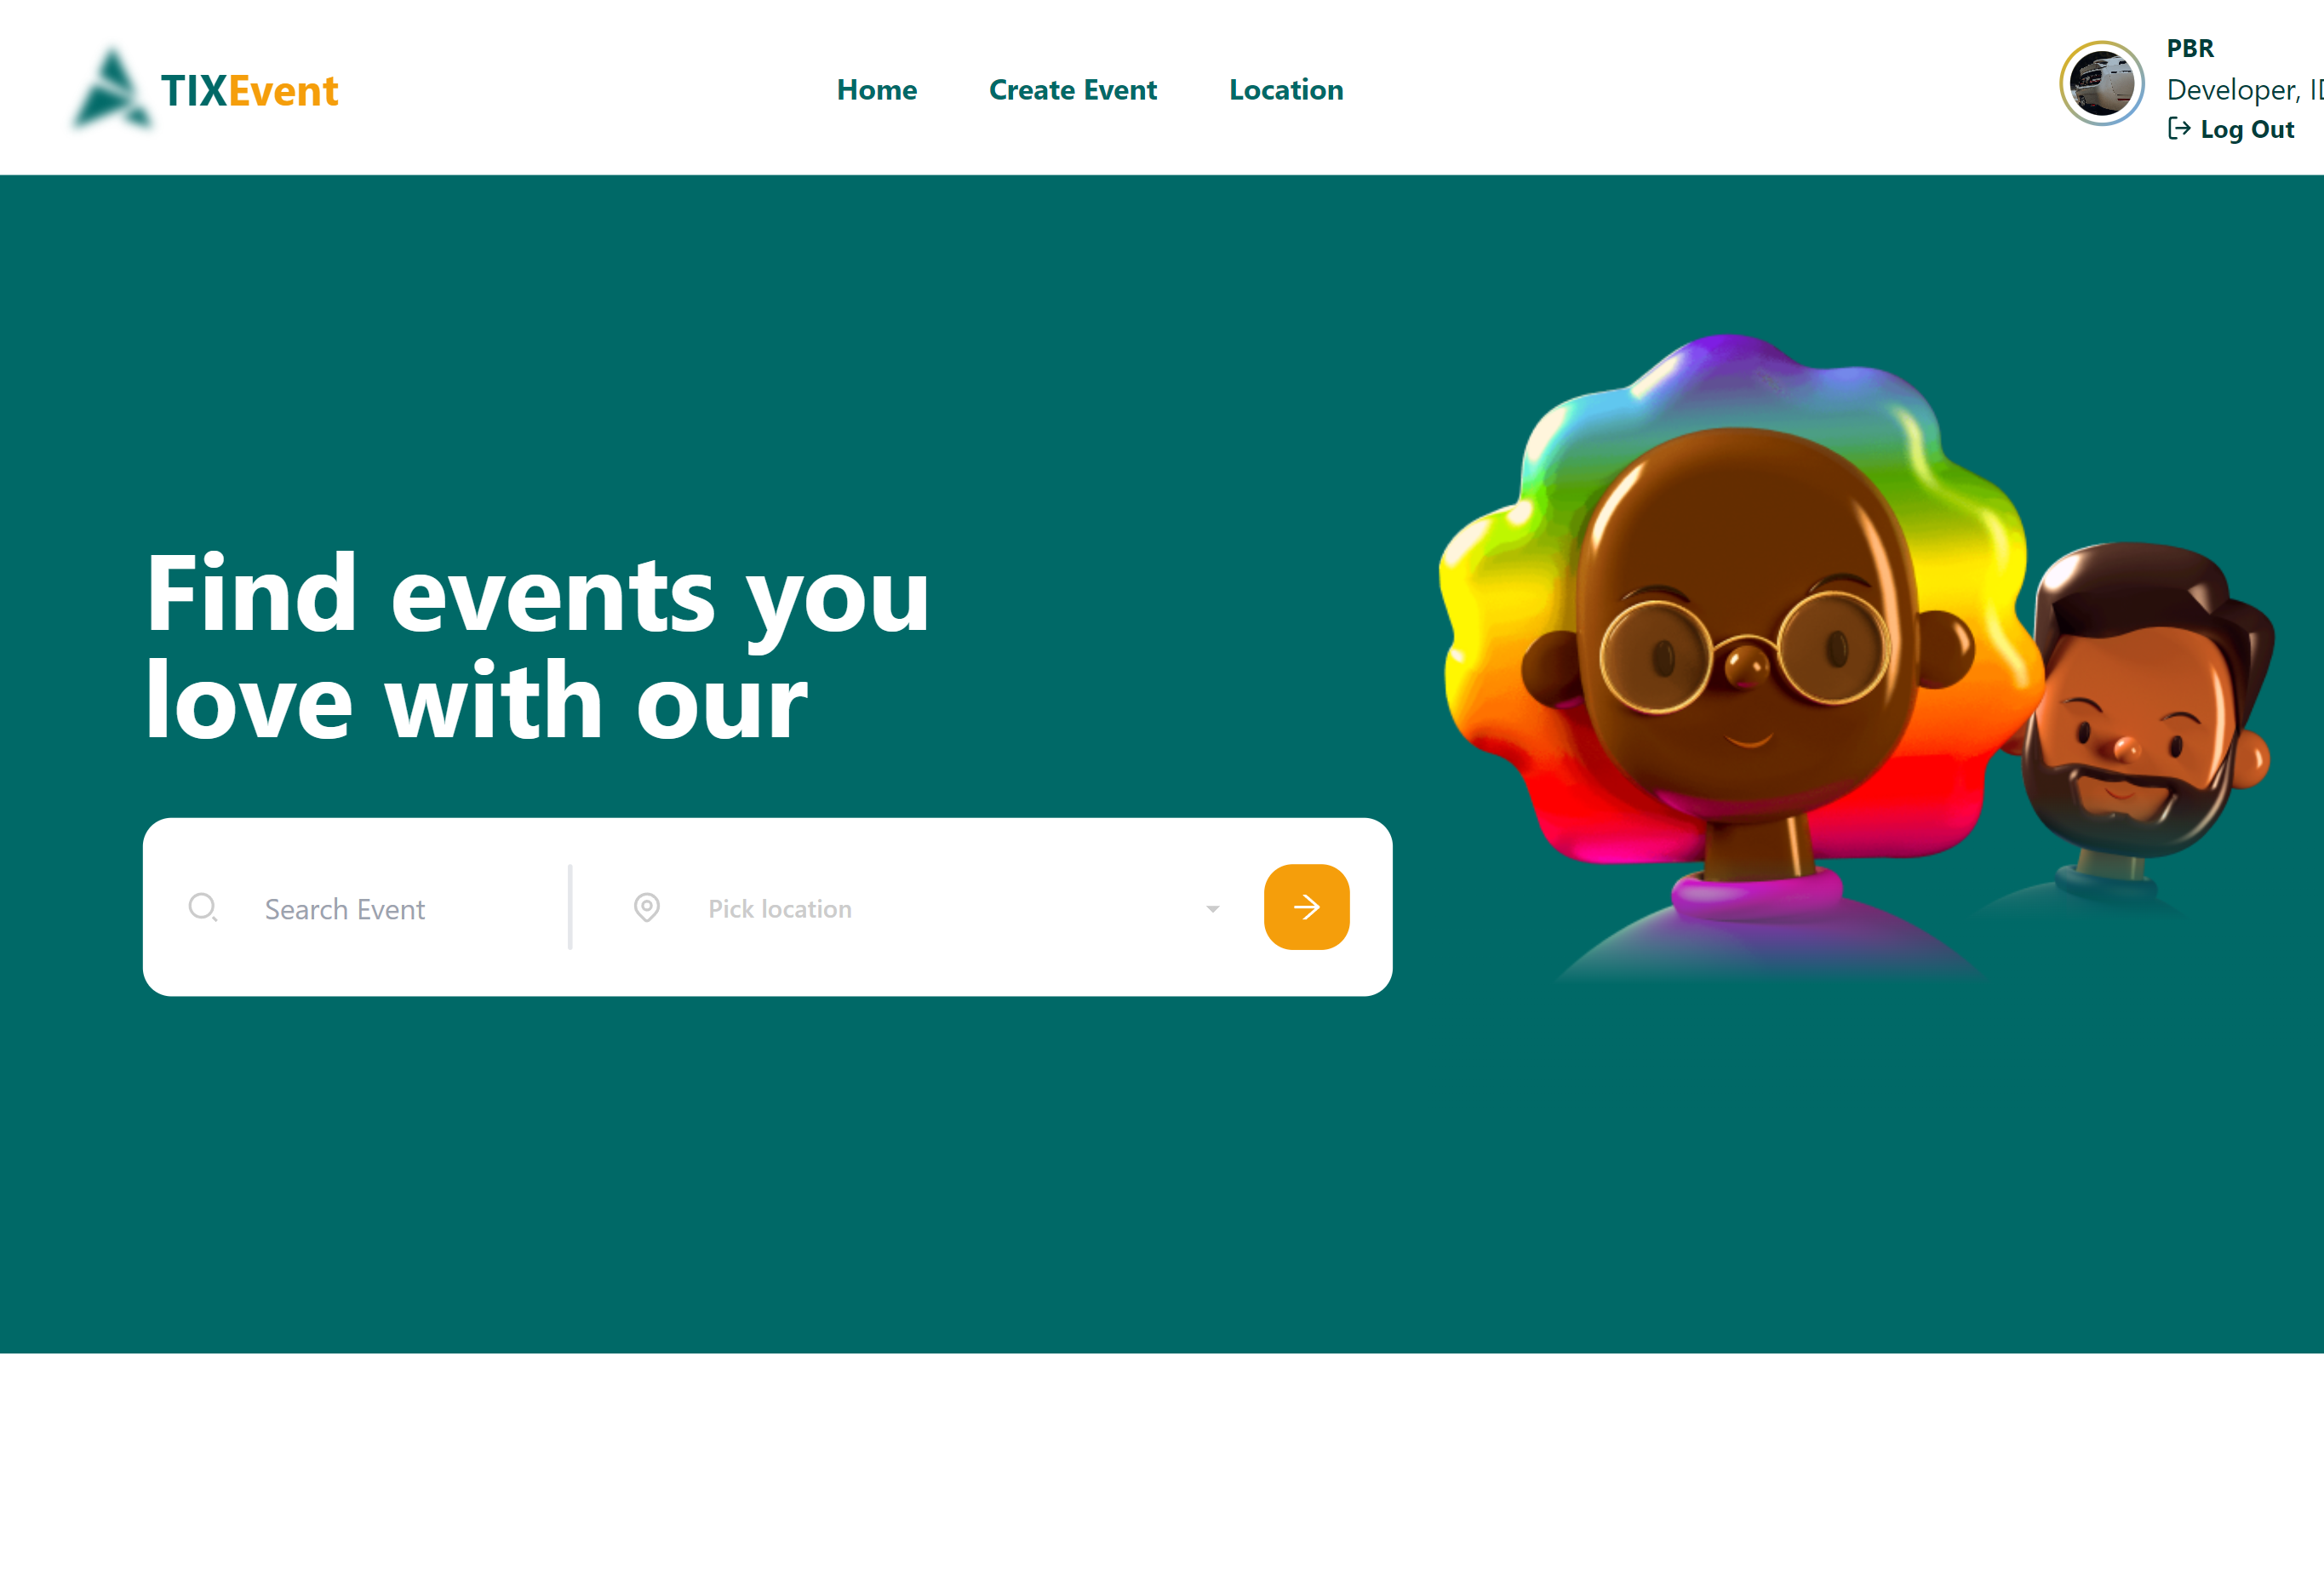 TIXEvent
Home
Create Event
Location
PBR
Developer,
Log Out
Find events you
love with our
Search Event
Pick location